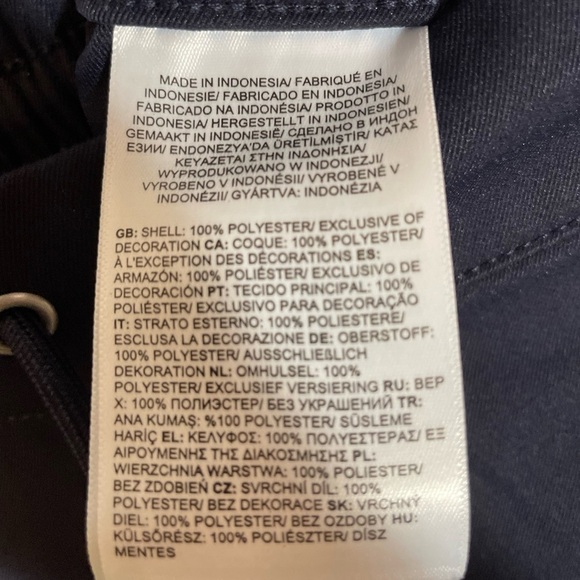 MADE IN INDONESIA/ FABRIQUÉ EN
INDONESIE/ FABRICADO EN INDONESIA/
FABRICADO NA INDONÉSIA/ PRODOTTO IN
INDONESIA/ HERGESTELLT IN INDONESIEN/
GEMAAKT IN INDONESIË/ СДЕЛАНО В ИНДОН
ЕЗИИ/ ENDONEZYA'DA ÜRETİLMİŞTİR/ ΚΑΤΑΣ
ΚΕΥΑΖΕΤΑΙ ΣΤΗΝ ΙΝΔΟΝΗΣΙΑ/
WYPRODUKOWANO W INDONEZJI/
VYROBENO V INDONÉSII/ VYROBENÉ V
INDONÉZII/ GYÁRTVA: INDONÉZIA
GB: SHELL: 100% POLYESTER/ EXCLUSIVE OF
DECORATION CA: COQUE: 100% POLYESTER/
À L'EXCEPTION DES DÉCORATIONS ES:
ARMAZÓN: 100% POLIÉSTER/ EXCLUSIVO DE
DECORACIÓN PT: TECIDO PRINCIPAL: 100%
POLIÉSTER/ EXCLUSIVO PARA DECORAÇÃO
IT: STRATO ESTERNO: 100% POLIESTERE/
ESCLUSA LA DECORAZIONE DE: OBERSTOFF:
100% POLYESTER/ AUSSCHLIEßLICH
DEKORATION NL: OMHULSEL: 100%
POLYESTER/ EXCLUSIEF VERSIERING RU: ВЕР
Х: 100% ПОЛИЭСТЕР/ БЕЗ УКРАШЕНИЙ TR:
ANA KUMAŞ: %100 POLYESTER/ SÜSLEME
HARİÇ EL: ΚΕΛΥΦΟΣ: 100% ΠΟΛΥΕΣΤΕΡΑΣ/ ΕΞ
ΑΙΡΟΥΜΕΝΗΣ ΤΗΣ ΔΙΑΚΟΣΜΗΣΗΣ PL:
WIERZCHNIA WARSTWA: 100% POLIESTER/
BEZ ZDOBIEŃ CZ: SVRCHNÍ DÍL: 100%
POLYESTER/ BEZ DEKORACE SK: VRCHNÝ
DIEL: 100% POLYESTER/ BEZ OZDOBY HU:
KÜLSŐRÉSZ: 100% POLIÉSZTER/ DÍSZ
MENTES